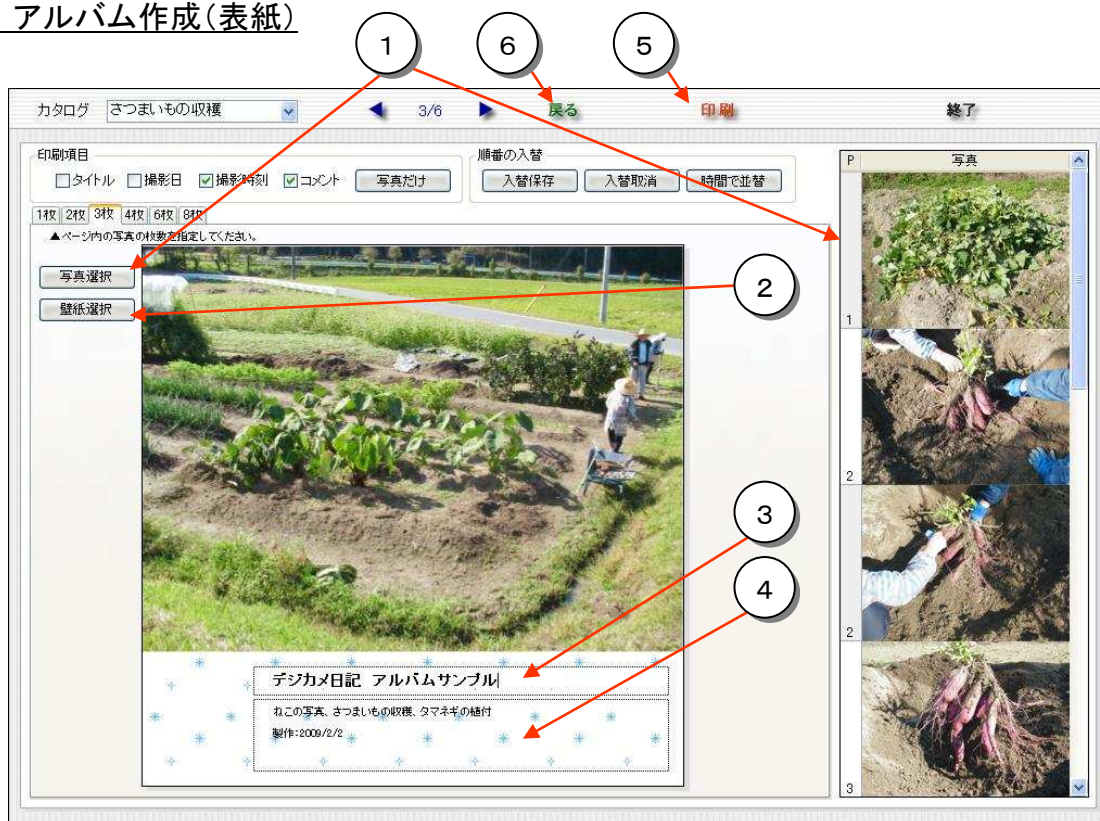 アルバム作成(表紙)
1 6 5
カタログ さつまいもの収穫 3/6 戻る 印刷 終了
印刷項目 順番の入替
タイトル 撮影日 撮影時刻 コメント 写真だけ 入替保存 入替取消 時間で並替
P 写真
1枚 2枚 3枚 4枚 6枚 8枚
▲ページ内の写真の枚数を指定してください。
写真選択
壁紙選択
2
1
2
3
4
2
デジカメ日記 アルバムサンプル
ねこの写真、さつまいもの収穫、タマネギの植付
製作:2009/2/2
3